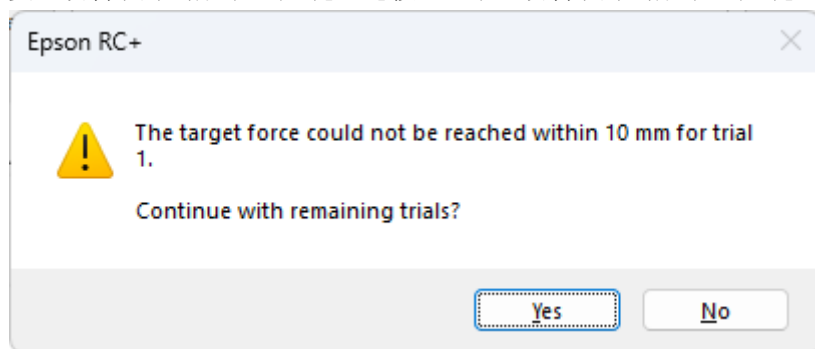 Epson RC+
The target force could not be reached within 10 mm for trial
1.
Continue with remaining trials?
Yes
No